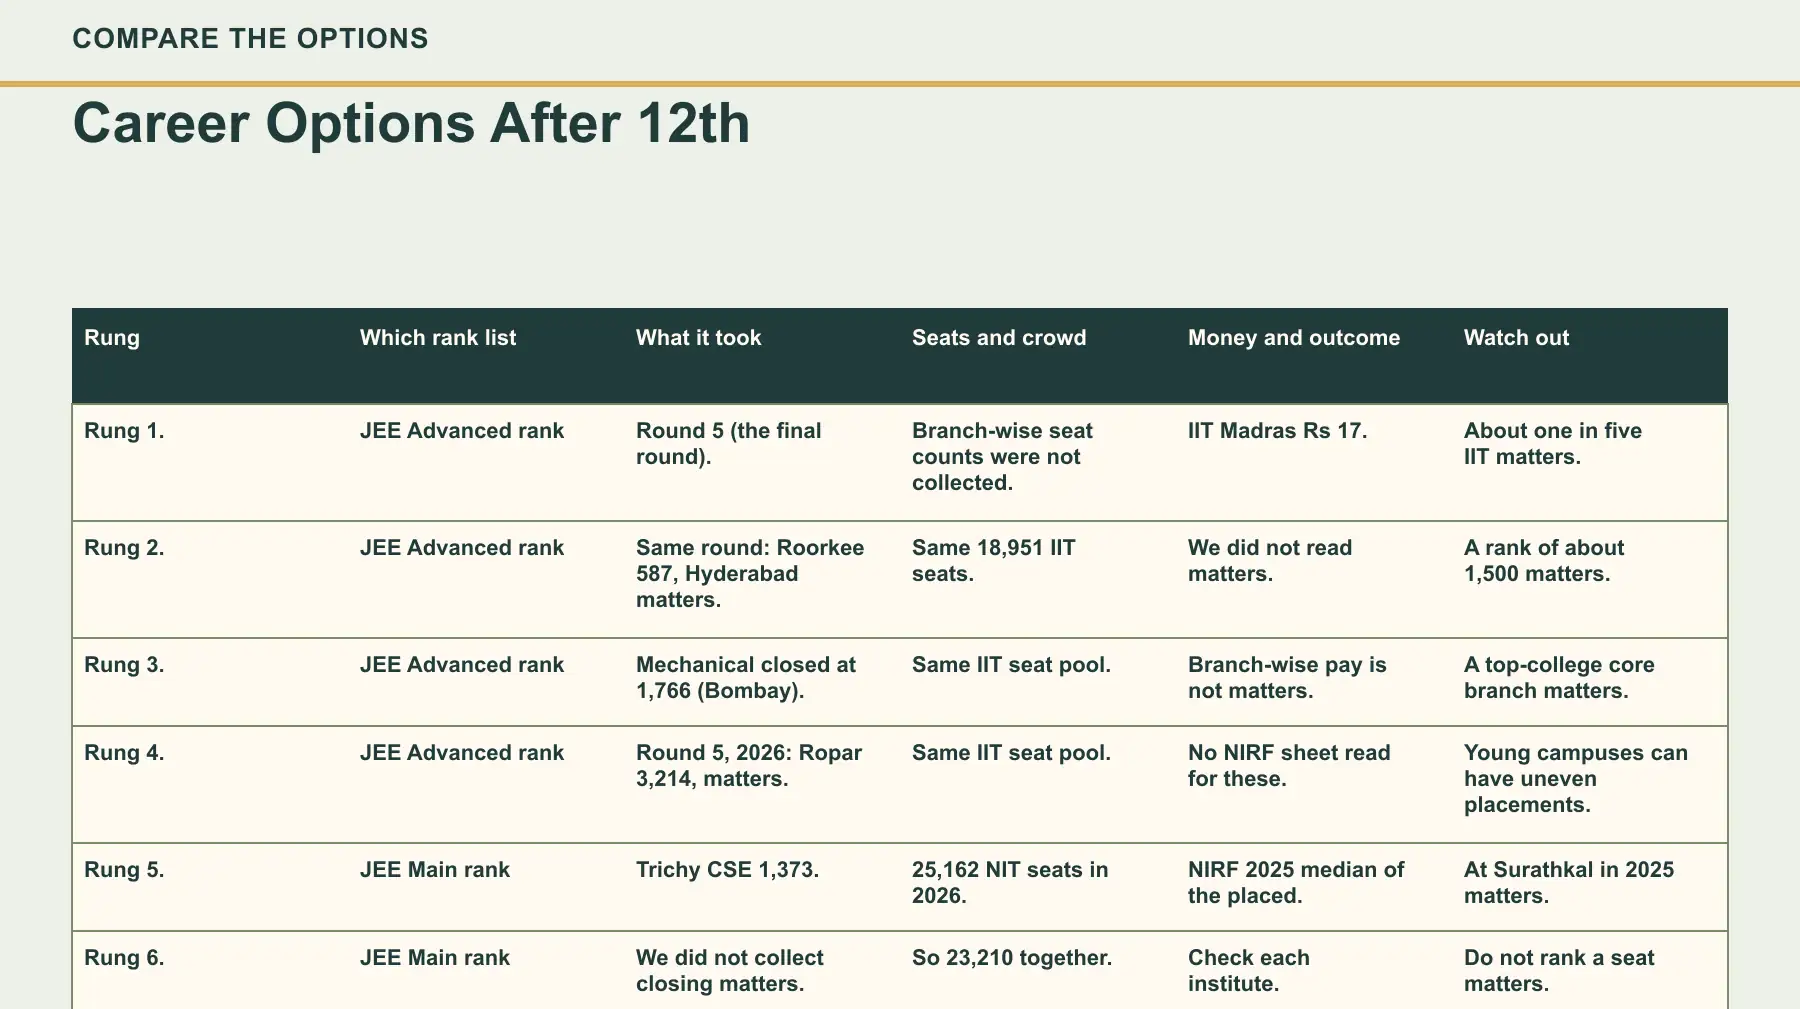 COMPARE THE OPTIONS
Career Options After 12th
Rung
Which rank list
What it took
Seats and crowd
Money and outcome
Watch out
Rung 1.
JEE Advanced rank
Round 5 (the final
round).
Branch-wise seat
counts were not
collected.
IIT Madras Rs 17.
About one in five
IIT matters.
Rung 2.
JEE Advanced rank
Same round: Roorkee
587, Hyderabad
matters.
Same 18,951 IIT
seats.
We did not read
matters.
A rank of about
1,500 matters.
Rung 3.
JEE Advanced rank
Mechanical closed at
1,766 (Bombay).
Same IIT seat pool.
Branch-wise pay is
not matters.
A top-college core
branch matters.
Rung 4.
JEE Advanced rank
Round 5, 2026: Ropar
3,214, matters.
Same IIT seat pool.
No NIRF sheet read
for these.
Young campuses can
have uneven
placements.
Rung 5.
JEE Main rank
Trichy CSE 1,373.
25,162 NIT seats in
2026.
NIRF 2025 median of
the placed.
At Surathkal in 2025
matters.
Rung 6.
JEE Main rank
We did not collect
closing matters.
So 23,210 together.
Check each
institute.
Do not rank a seat
matters.